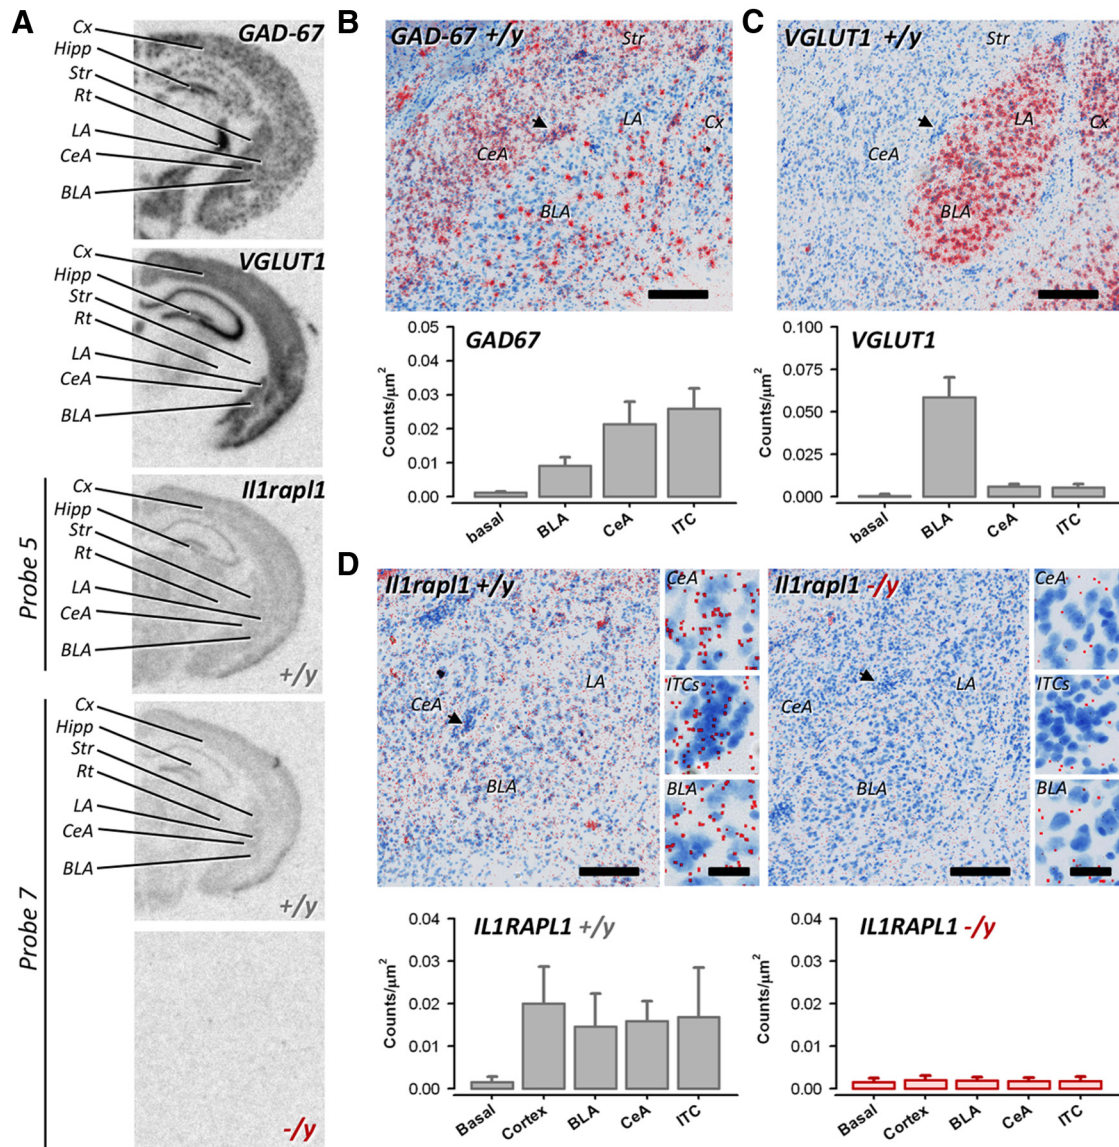 A
GAD-67
Cx
Hipp
Str
Rt
LA
CeA
BLA
VGLUT1
Cx
Hipp
Str
Rt
LA
CeA
BLA
Probe 5
Il1rapl1
Cx
Hipp
Str
Rt
LA
CeA
BLA
+/y
Probe 7
Cx
Hipp
Str
Rt
LA
CeA
BLA
+/y
-/y
B
GAD-67 +/y
Str
LA
Cx
CeA
BLA
GAD67
Counts/µm²
0.05
0.04
0.03
0.02
0.01
0.00
basal
BLA
CeA
ITC
C
VGLUT1 +/y
Str
LA
Cx
CeA
BLA
VGLUT1
Counts/µm²
0.100
0.075
0.050
0.025
0.000
basal
BLA
CeA
ITC
D
Il1rapl1 +/y
LA
CeA
BLA
CeA
ITCs
BLA
Il1rapl1 -/y
LA
CeA
BLA
CeA
ITCs
BLA
IL1RAPL1 +/y
Counts/µm²
0.04
0.03
0.02
0.01
0.00
Basal
Cortex
BLA
CeA
ITC
IL1RAPL1 -/y
Counts/µm²
0.04
0.03
0.02
0.01
0.00
Basal
Cortex
BLA
CeA
ITC